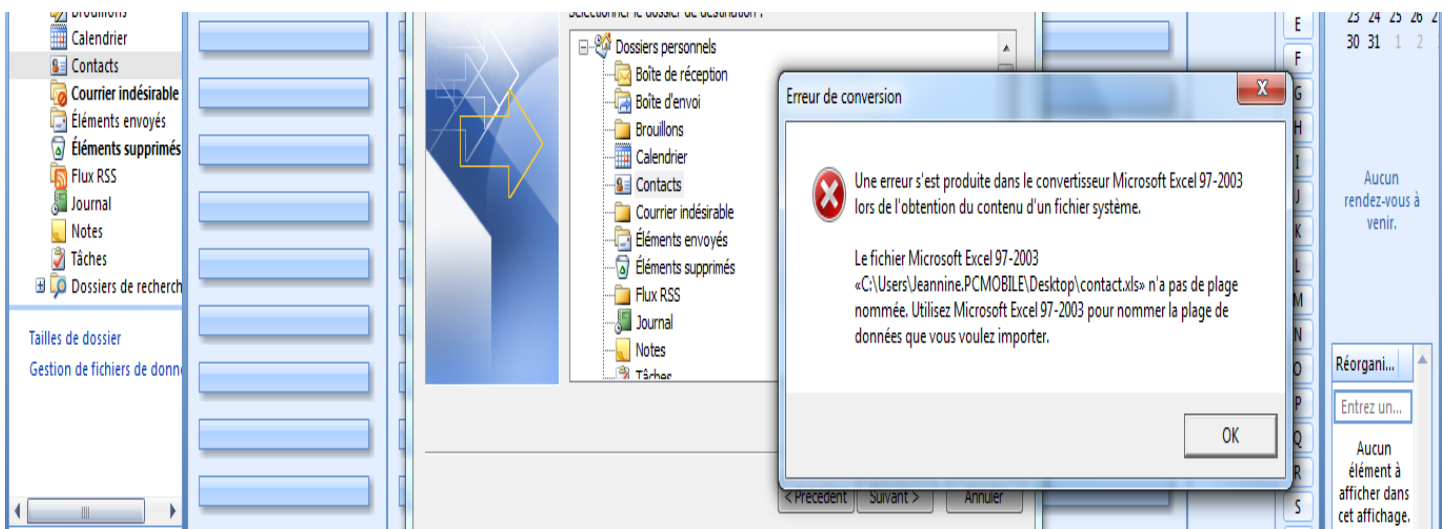 Brouillons
Calendrier
Contacts
Courrier indésirable
Éléments envoyés
Éléments supprimés
Flux RSS
Journal
Notes
Tâches
Dossiers de recherch
Tailles de dossier
Gestion de fichiers de donn
Sélectionner le dossier de destination :
Dossiers personnels
Boîte de réception
Boîte d'envoi
Brouillons
Calendrier
Contacts
Courrier indésirable
Éléments envoyés
Éléments supprimés
Flux RSS
Journal
Notes
Tâches
< Précédent Suivant > Annuler
Erreur de conversion
X
Une erreur s'est produite dans le convertisseur Microsoft Excel 97-2003
lors de l'obtention du contenu d'un fichier système.
Le fichier Microsoft Excel 97-2003
«C:\Users\Jeannine.PCMOBILE\Desktop\contact.xls» n'a pas de plage
nommée. Utilisez Microsoft Excel 97-2003 pour nommer la plage de
données que vous voulez importer.
OK
E
F
G
H
I
J
K
L
M
N
O
P
Q
R
S
23 24 25 26 2
30 31 1 2
Aucun
rendez-vous à
venir.
Réorgani...
Entrez un...
Aucun
élément à
afficher dans
cet affichage.